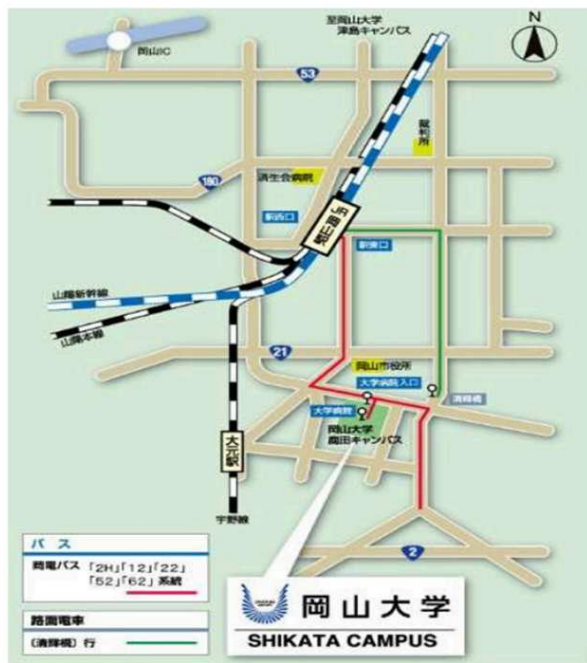 至岡山大学
津島キャンパス
N
岡山IC
53
裁判所
180
済生会病院
駅西口
JR岡山駅
駅東口
山陽新幹線
山陽本線
21
岡山市役所
大学病院入口
清輝橋
大学病院
岡山大学
鹿田キャンパス
大元駅
宇野線
2
バス
岡電バス 「2H」「12」「22」
「52」「62」系統
路面電車
(清輝橋) 行
岡山大学
SHIKATA CAMPUS